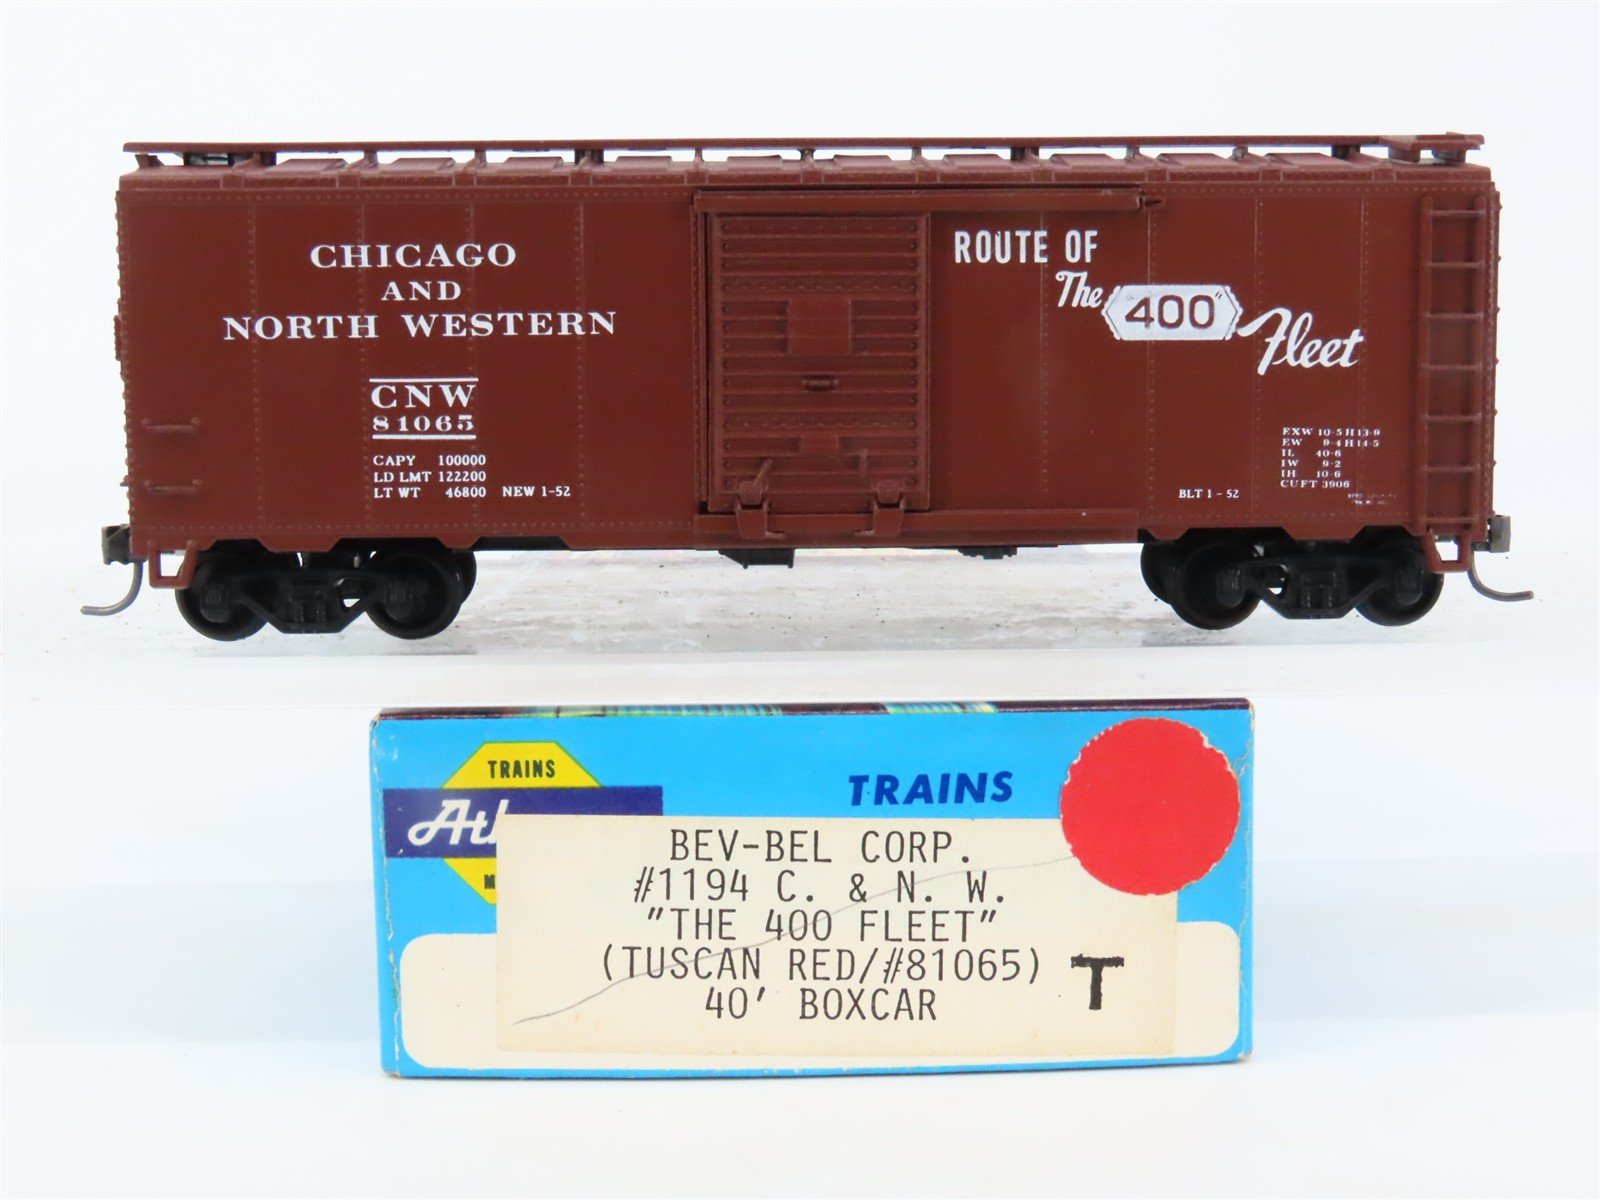 CHICAGO
AND
NORTH WESTERN
CNW
81065
CAPY 100000
LD LMT 122200
LT WT 46800 NEW 1-52
ROUTE OF
The "400" Fleet
EXW 10-5 H 13-9
EW 9-4 H 14-5
IL 40-6
IW 9-2
IH 10-6
CUFT 3906
BLT 1-52
TRAINS
TRAINS
BEV-BEL CORP.
#1194 C. & N. W.
"THE 400 FLEET"
(TUSCAN RED/#81065)
40' BOXCAR
T